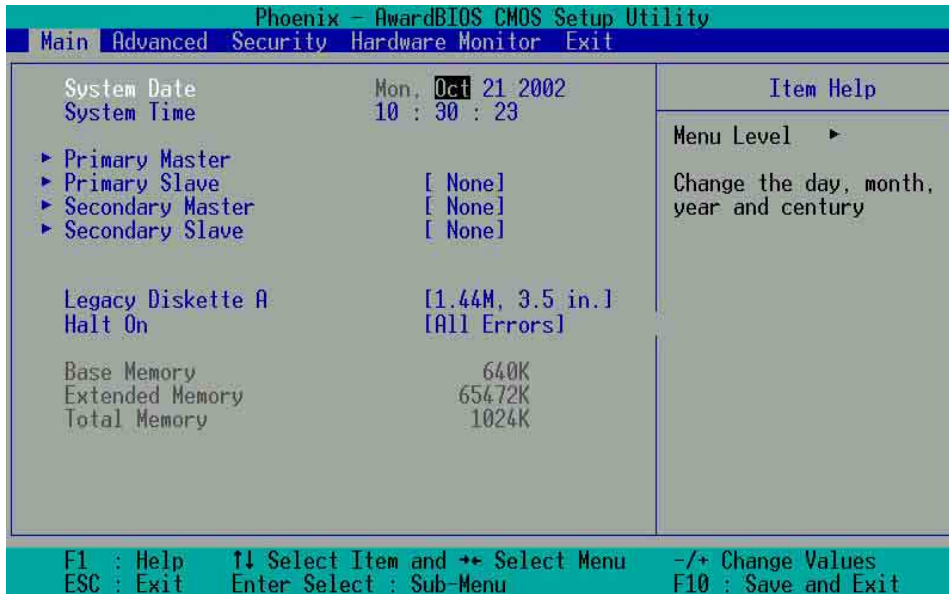 Phoenix - AwardBIOS CMOS Setup Utility
Main Advanced Security Hardware Monitor Exit
System Date Mon, Oct 21 2002
System Time 10 : 30 : 23
▶ Primary Master
▶ Primary Slave [ None]
▶ Secondary Master [ None]
▶ Secondary Slave [ None]
Legacy Diskette A [1.44M, 3.5 in.]
Halt On [All Errors]
Base Memory 640K
Extended Memory 65472K
Total Memory 1024K
Item Help
Menu Level ▶
Change the day, month,
year and century
F1 : Help ↑↓ Select Item and →← Select Menu -/+ Change Values
ESC : Exit Enter Select : Sub-Menu F10 : Save and Exit